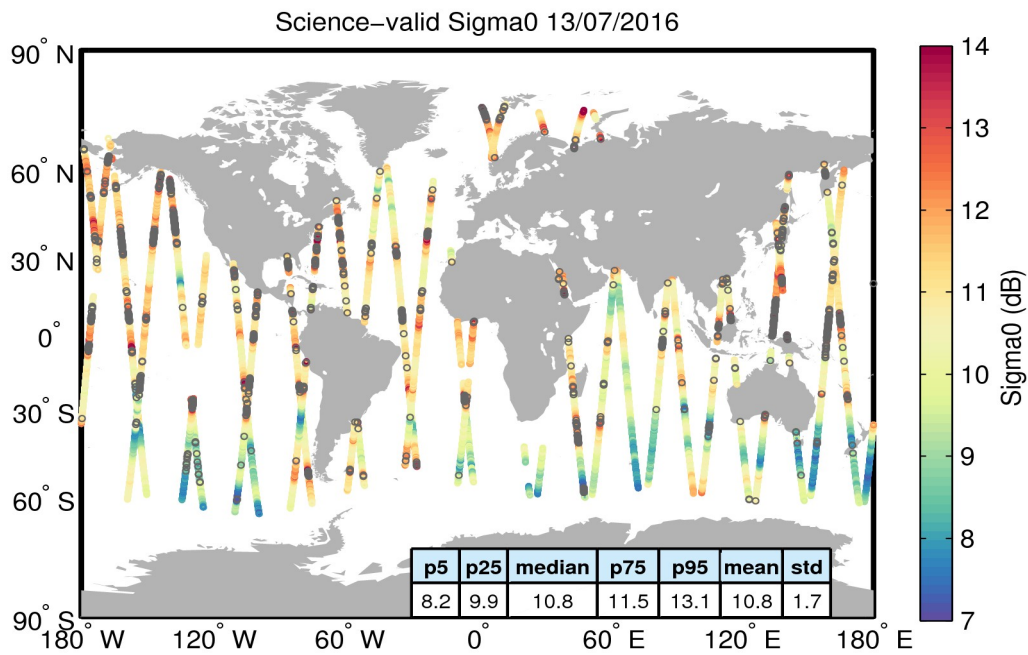 Science−valid Sigma0 13/07/2016
90° N
60° N
30° N
0°
30° S
60° S
90° S
180° W
120° W
60° W
0°
60° E
120° E
180° E
14
13
12
11
10
9
8
7
Sigma0 (dB)
p5 p25 median p75 p95 mean std
8.2 9.9 10.8 11.5 13.1 10.8 1.7